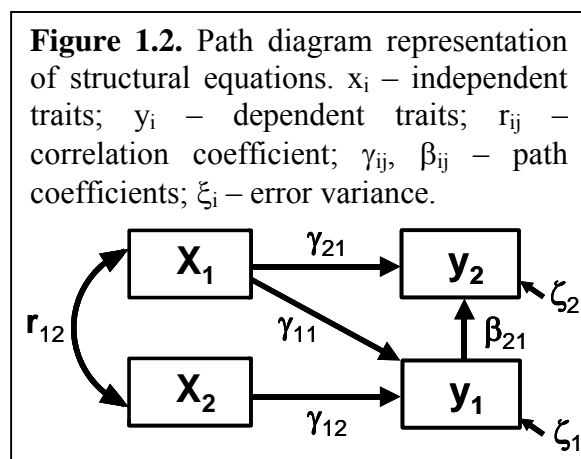 Figure 1.2. Path diagram representation
of structural equations. xᵢ – independent
traits; yᵢ – dependent traits; rᵢⱼ –
correlation coefficient; γᵢⱼ, βᵢⱼ – path
coefficients; ξᵢ – error variance.
X₁
γ₂₁
y₂
ζ₂
r₁₂
γ₁₁
β₂₁
X₂
γ₁₂
y₁
ζ₁